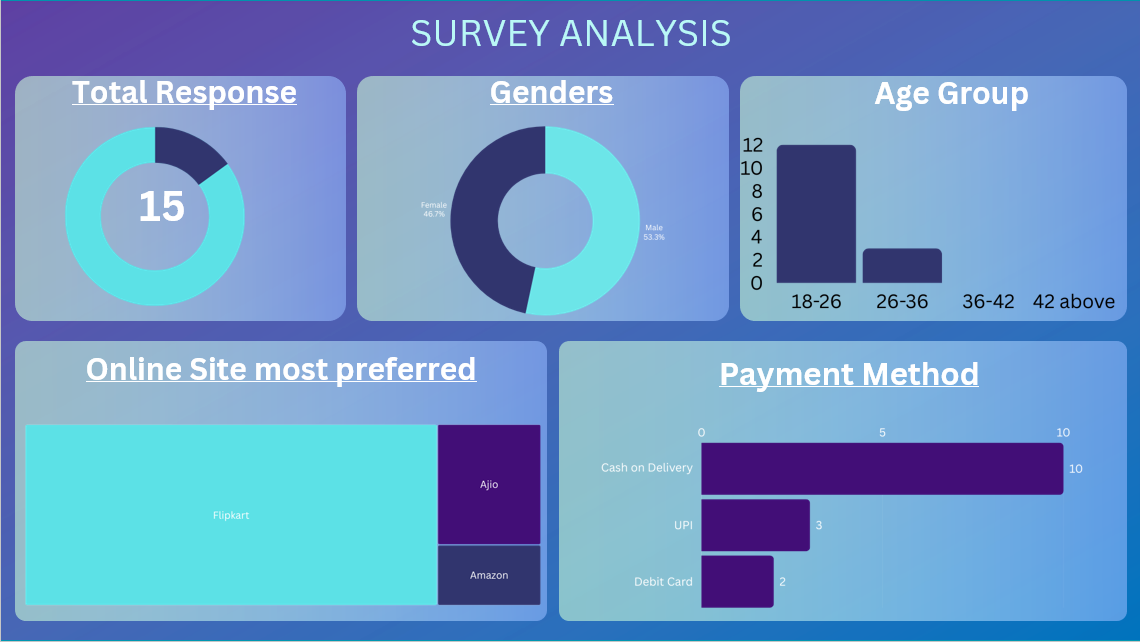 SURVEY ANALYSIS
Total Response
15
Genders
Female
46.7%
Male
53.3%
Age Group
12
10
8
6
4
2
0
18-26 26-36 36-42 42 above
Online Site most preferred
Flipkart
Ajio
Amazon
Payment Method
0 5 10
Cash on Delivery 10
UPI 3
Debit Card 2